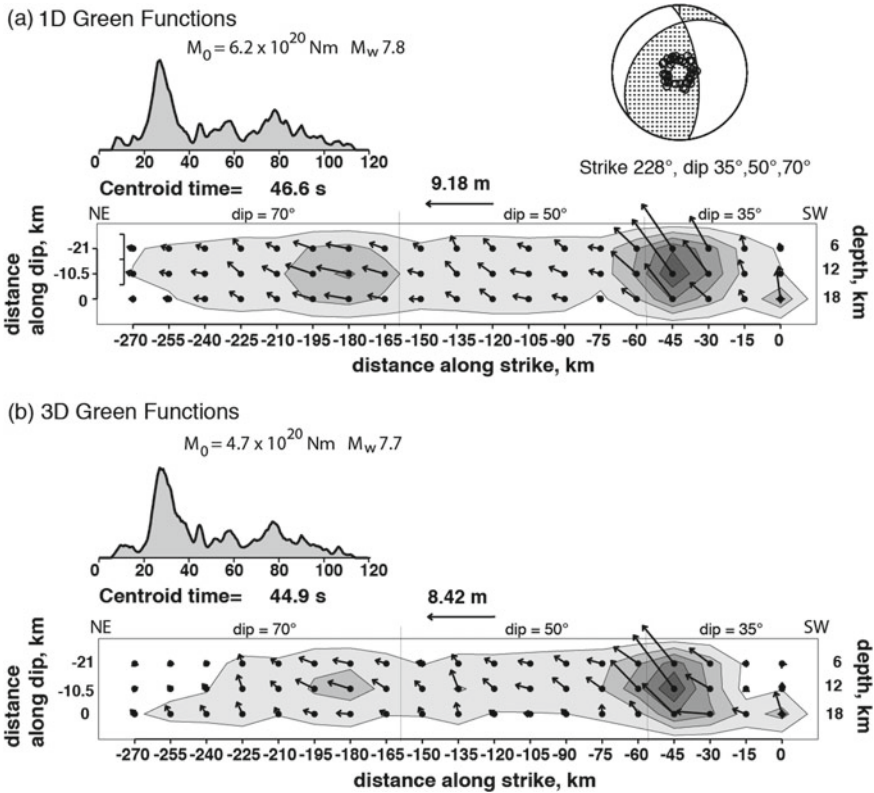 (a) 1D Green Functions
M0 = 6.2 x 10^20 Nm Mw 7.8
0 20 40 60 80 100 120
Centroid time= 46.6 s
Strike 228°, dip 35°,50°,70°
9.18 m
NE dip = 70° dip = 50° dip = 35° SW
distance along dip, km
-21
-10.5
0
6
12
18
depth, km
-270 -255 -240 -225 -210 -195 -180 -165 -150 -135 -120 -105 -90 -75 -60 -45 -30 -15 0
distance along strike, km
(b) 3D Green Functions
M0 = 4.7 x 10^20 Nm Mw 7.7
0 20 40 60 80 100 120
Centroid time= 44.9 s
8.42 m
NE dip = 70° dip = 50° dip = 35° SW
distance along dip, km
-21
-10.5
0
6
12
18
depth, km
-270 -255 -240 -225 -210 -195 -180 -165 -150 -135 -120 -105 -90 -75 -60 -45 -30 -15 0
distance along strike, km